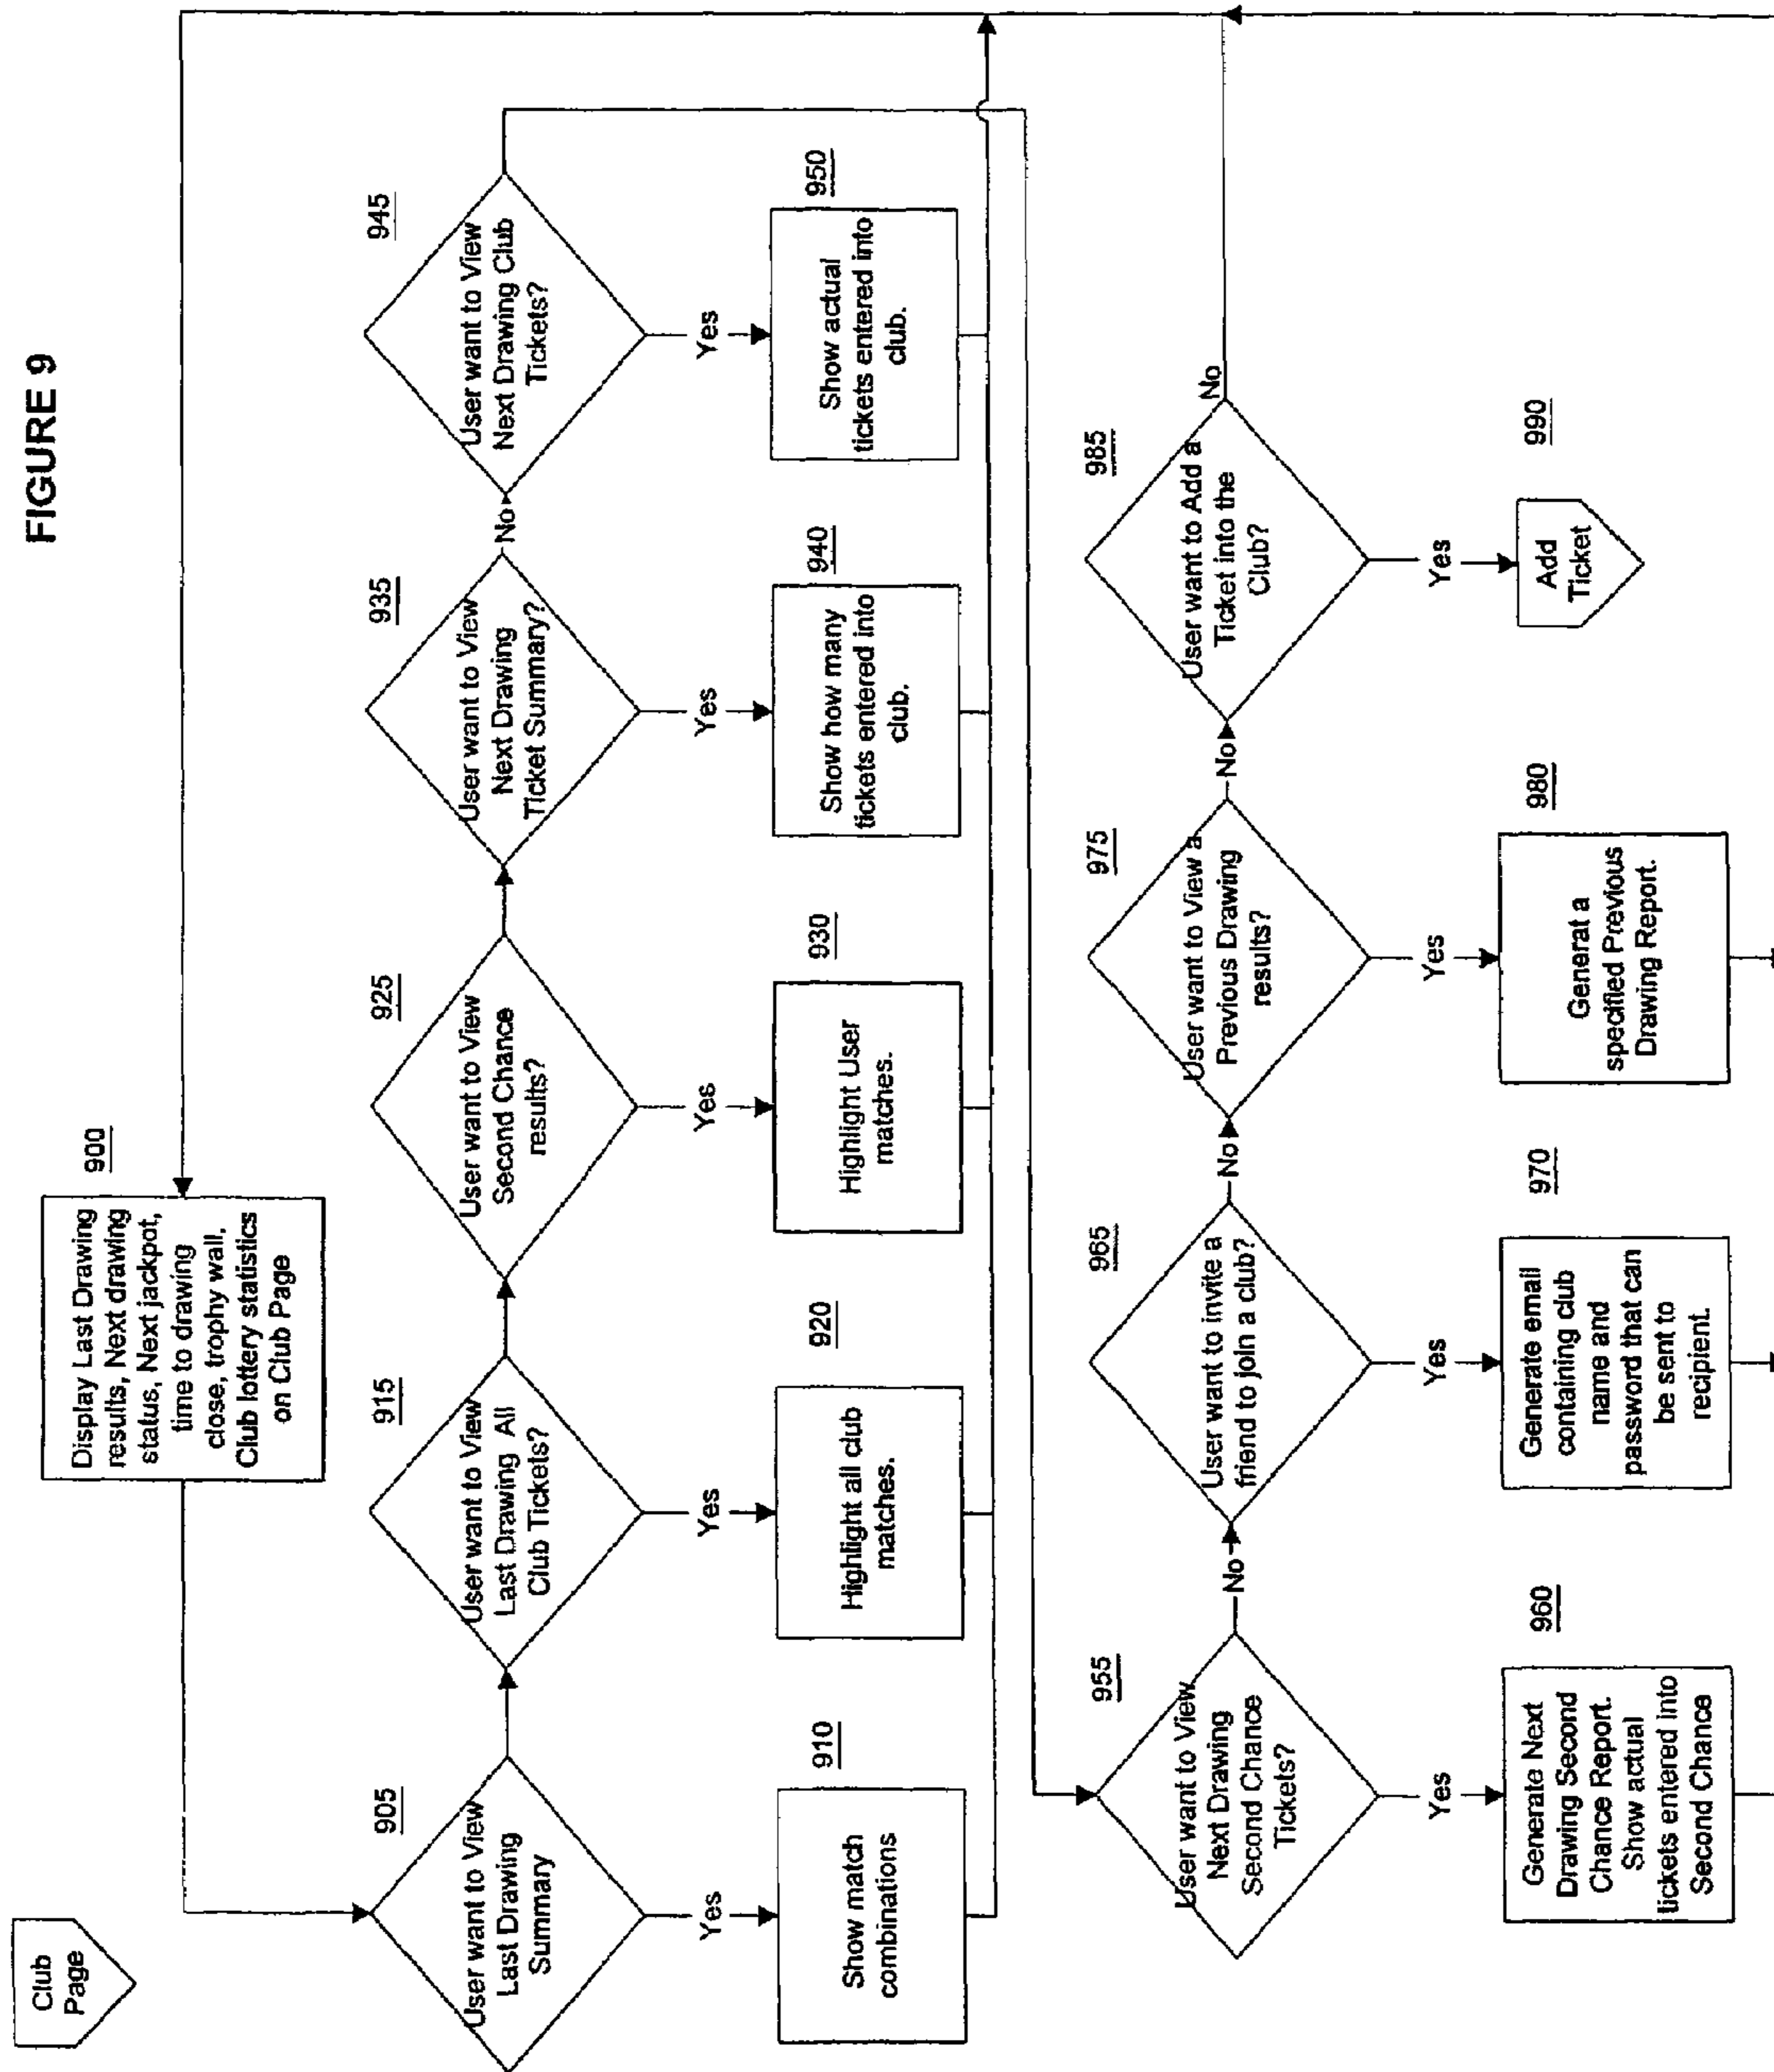 FIGURE 9
Club
Page
900
Display Last Drawing
results, Next drawing
status, Next jackpot,
time to drawing
close, trophy wall,
Club lottery statistics
on Club Page
905
User want to View
Last Drawing
Summary
Yes
910
Show match
combinations
915
User want to View
Last Drawing All
Club Tickets?
Yes
920
Highlight all club
matches.
925
User want to View
Second Chance
results?
Yes
930
Highlight User
matches.
935
User want to View
Next Drawing
Ticket Summary?
No
Yes
940
Show how many
tickets entered into
club.
945
User want to View
Next Drawing Club
Tickets?
Yes
950
Show actual
tickets entered into
club.
955
User want to View
Next Drawing
Second Chance
Tickets?
No
Yes
960
Generate Next
Drawing Second
Chance Report.
Show actual
tickets entered into
Second Chance
965
User want to invite a
friend to join a club?
No
Yes
970
Generate email
containing club
name and
password that can
be sent to
recipient.
975
User want to View a
Previous Drawing
results?
No
Yes
980
Generat a
specified Previous
Drawing Report.
985
User want to Add a
Ticket into the
Club?
No
Yes
990
Add
Ticket